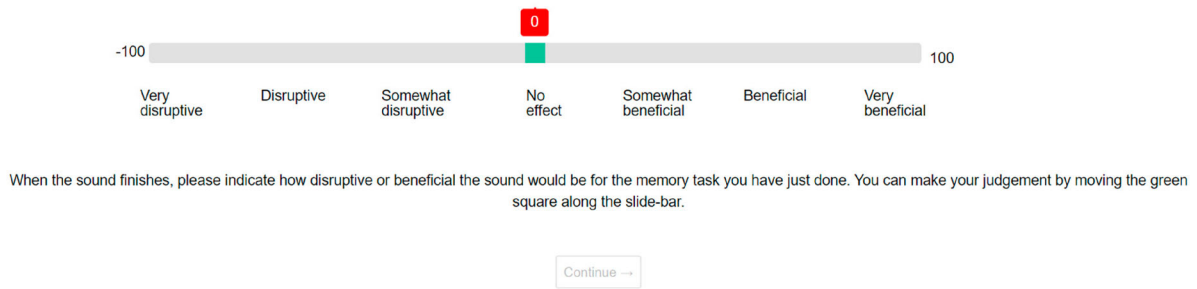 0
-100
100
Very disruptive
Disruptive
Somewhat disruptive
No effect
Somewhat beneficial
Beneficial
Very beneficial
When the sound finishes, please indicate how disruptive or beneficial the sound would be for the memory task you have just done. You can make your judgement by moving the green
square along the slide-bar.
Continue →